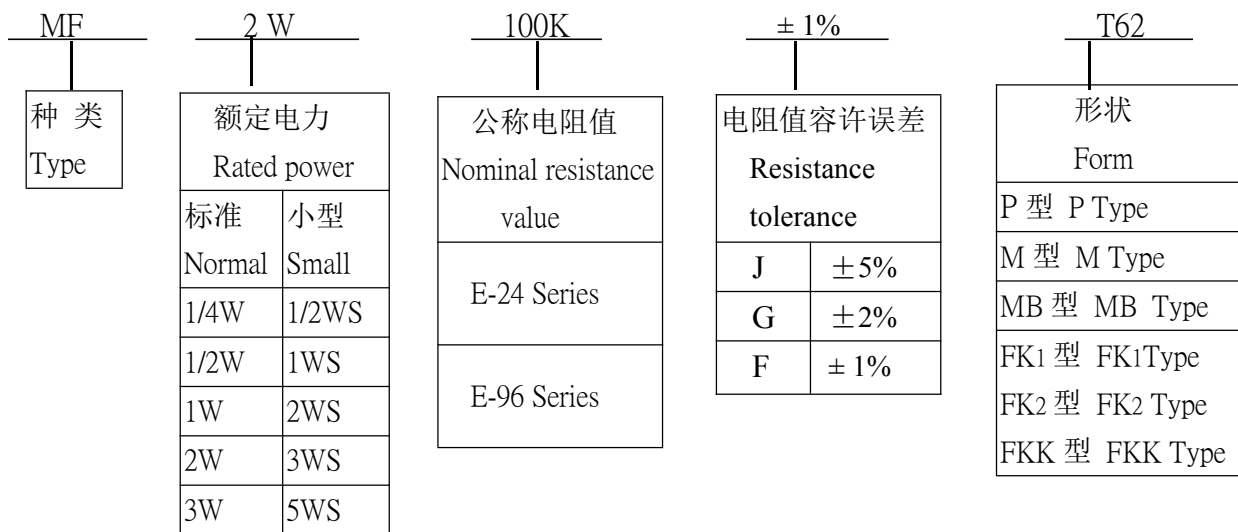 MF 2 W 100K ± 1% T62
种 类
Type
额定电力
Rated power
标准 小型
Normal Small
1/4W 1/2WS
1/2W 1WS
1W 2WS
2W 3WS
3W 5WS
公称电阻值
Nominal resistance
value
E-24 Series
E-96 Series
电阻值容许误差
Resistance
tolerance
J ±5%
G ±2%
F ± 1%
形状
Form
P 型 P Type
M 型 M Type
MB 型 MB Type
FK1 型 FK1Type
FK2 型 FK2 Type
FKK 型 FKK Type